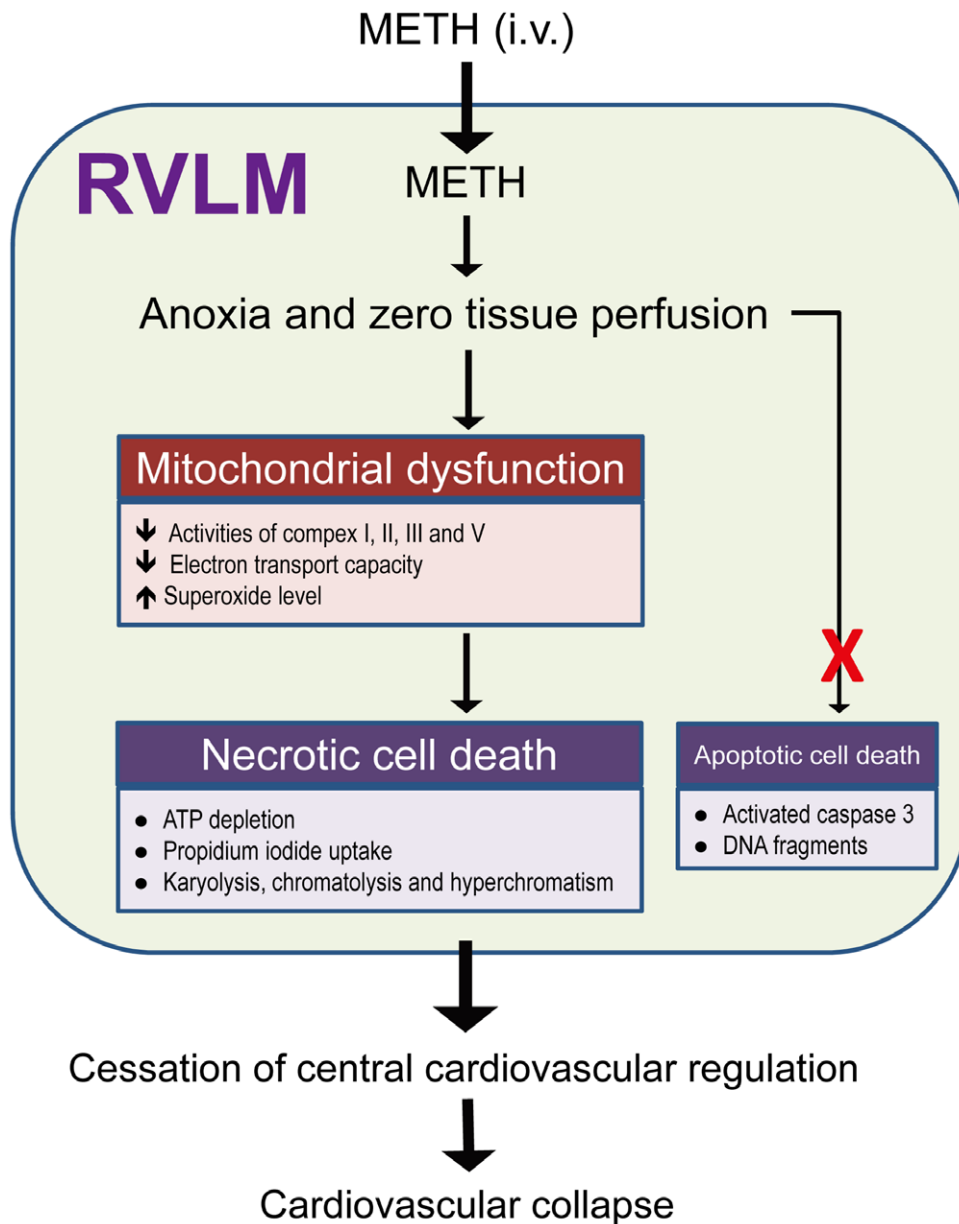 METH (i.v.)
RVLM
METH
Anoxia and zero tissue perfusion
Mitochondrial dysfunction
Activities of compex I, II, III and V
Electron transport capacity
Superoxide level
X
Necrotic cell death
● ATP depletion
● Propidium iodide uptake
● Karyolysis, chromatolysis and hyperchromatism
Apoptotic cell death
● Activated caspase 3
● DNA fragments
Cessation of central cardiovascular regulation
Cardiovascular collapse